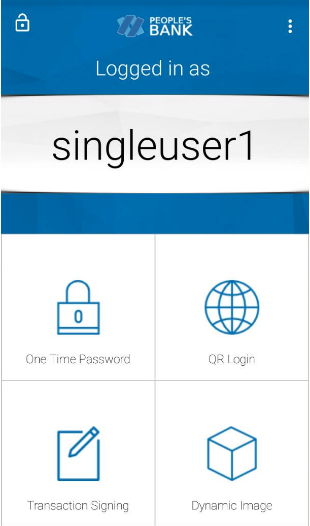 PEOPLE'S
BANK
Logged in as
singleuser1
0
One Time Password
QR Login
Transaction Signing
Dynamic Image